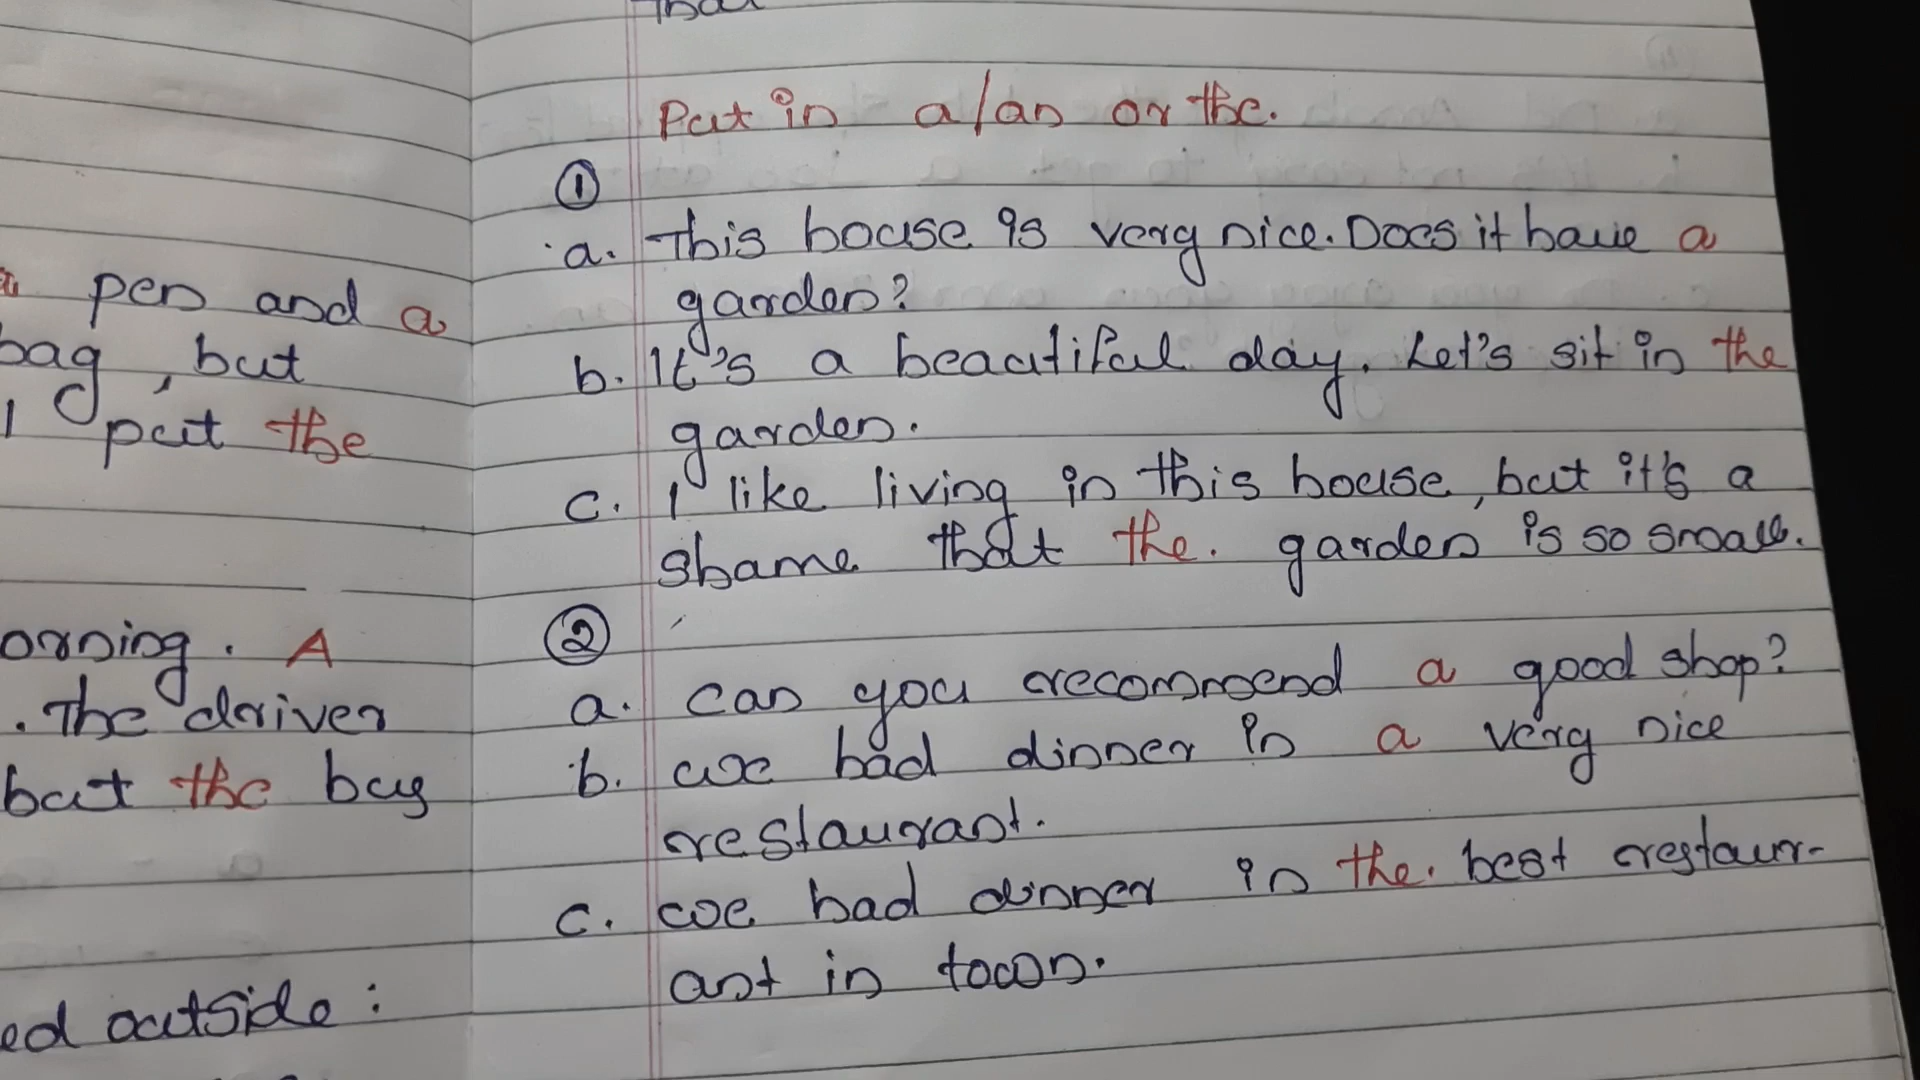 pen and a
bag, but
I put the
orning. A
. The driver
but the bus
ed outside:
Put in a/an or the.
①
a. This house is very nice. Does it have a
garden?
b. It's a beautiful day. Let's sit in the
garden.
c. I like living in this house, but it's a
shame that the. garden is so small.
②
a. can you recommend a good shop?
b. we had dinner in a very nice
restaurant.
c. we had dinner in the. best restaur-
ant in town.